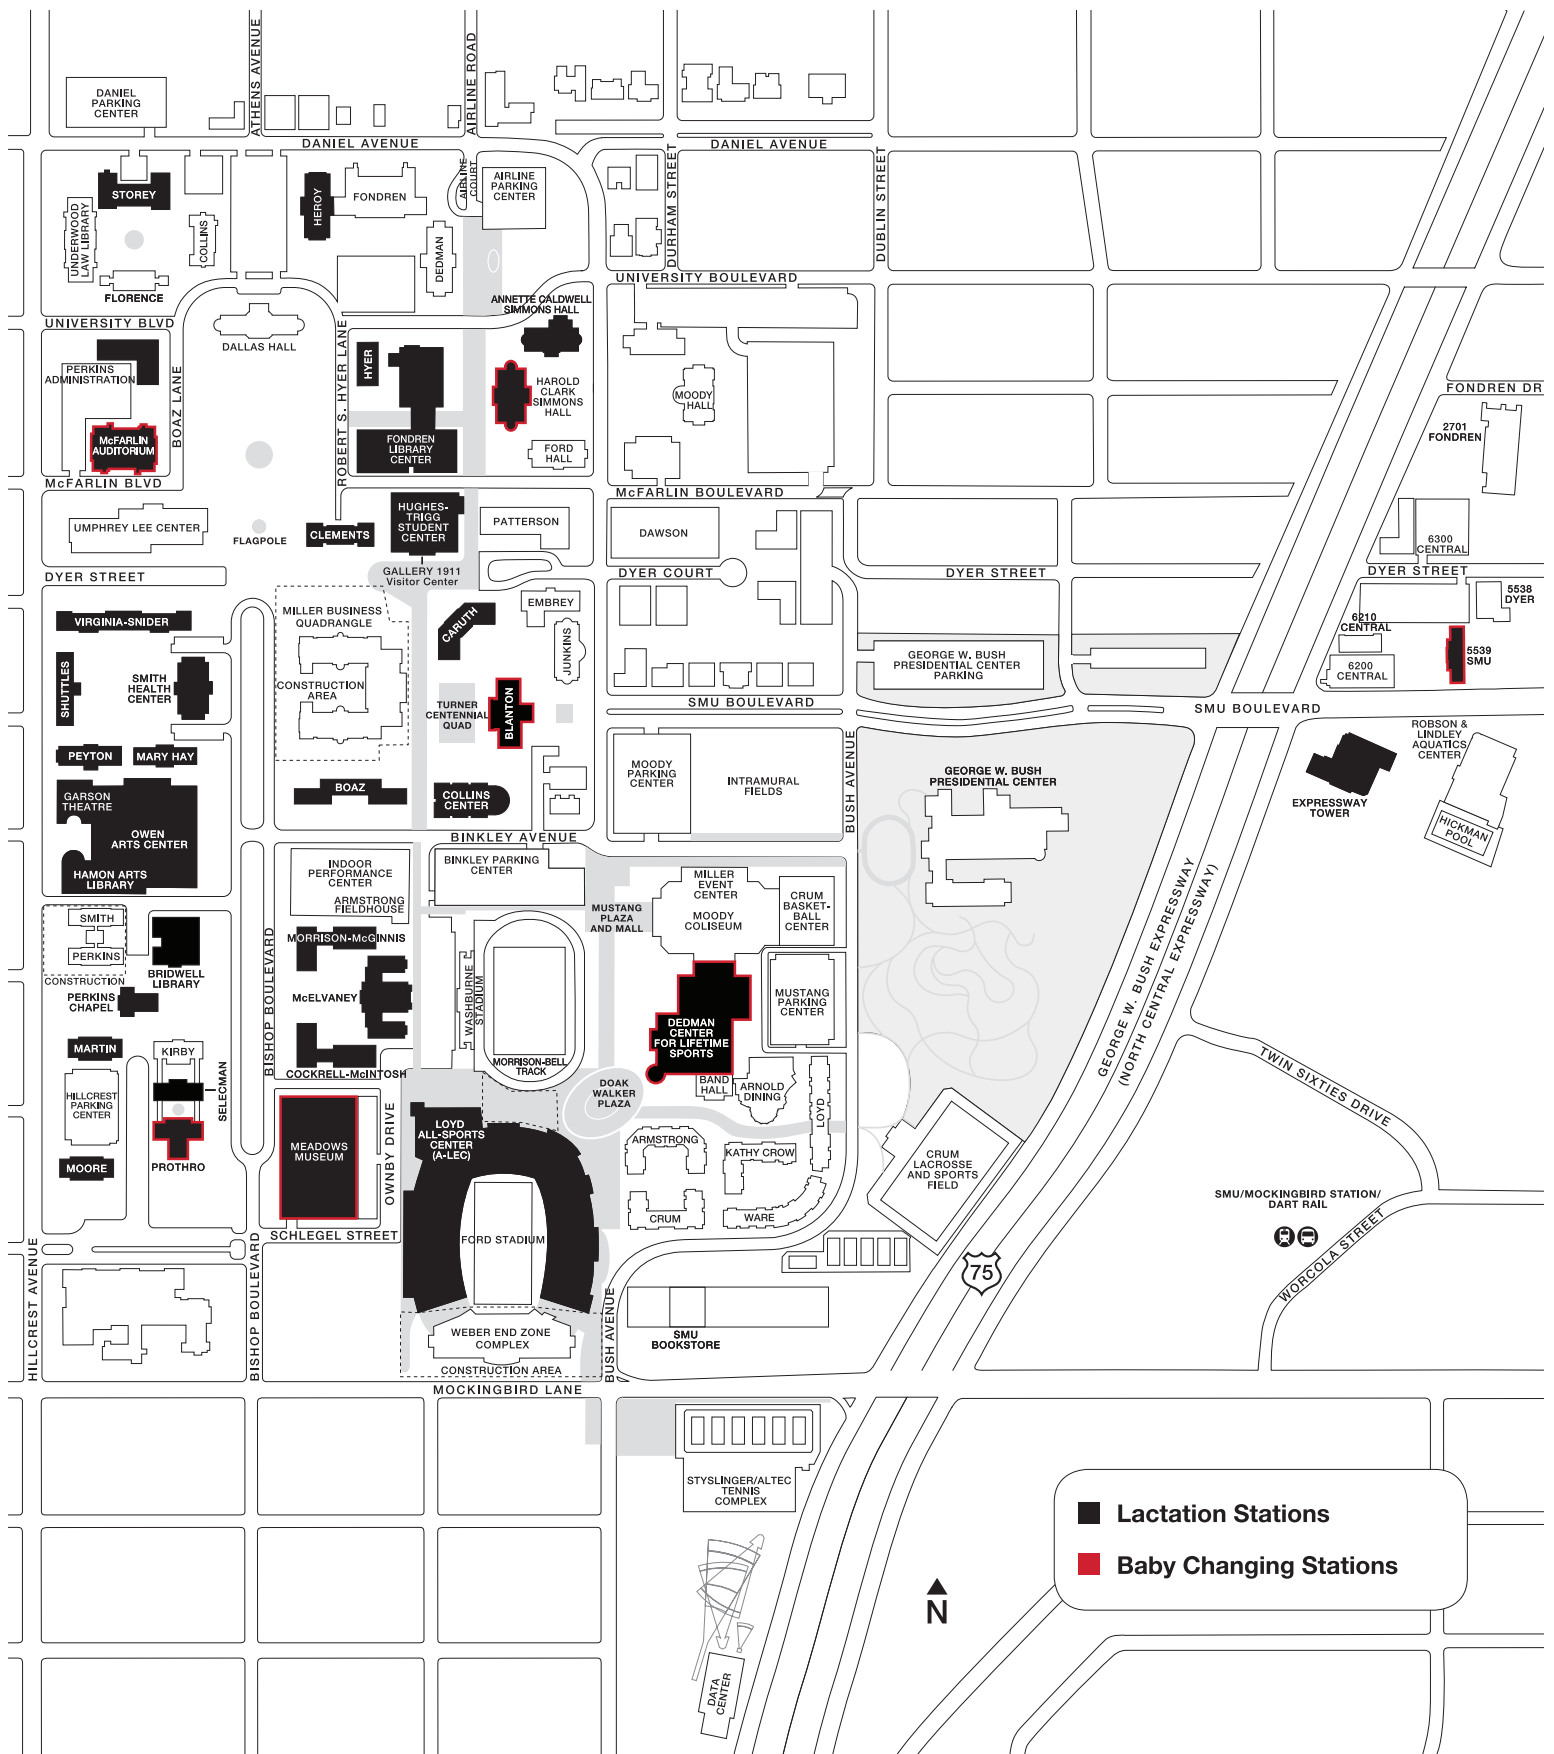 ATHENS AVENUE
AIRLINE ROAD
DANIEL
PARKING
CENTER
DANIEL AVENUE
DANIEL AVENUE
STOREY
UNDERWOOD
LAW LIBRARY
COLLINS
FLORENCE
HEROY
FONDREN
DEDMAN
AIRLINE
COURT
AIRLINE
PARKING
CENTER
DURHAM STREET
DUBLIN STREET
UNIVERSITY BOULEVARD
UNIVERSITY BLVD
DALLAS HALL
ANNETTE CALDWELL
SIMMONS HALL
PERKINS
ADMINISTRATION
BOAZ LANE
ROBERT S. HYER LANE
HYER
HAROLD
CLARK
SIMMONS
HALL
MOODY
HALL
FONDREN DR
2701
FONDREN
McFARLIN
AUDITORIUM
FONDREN
LIBRARY
CENTER
FORD
HALL
McFARLIN BLVD
McFARLIN BOULEVARD
UMPHREY LEE CENTER
FLAGPOLE
CLEMENTS
HUGHES-
TRIGG
STUDENT
CENTER
PATTERSON
DAWSON
6300
CENTRAL
GALLERY 1911
Visitor Center
DYER STREET
DYER COURT
DYER STREET
DYER STREET
5538
DYER
VIRGINIA-SNIDER
MILLER BUSINESS
QUADRANGLE
CARUTH
EMBREY
JUNKINS
6210
CENTRAL
5539
SMU
6200
CENTRAL
SHUTTLES
SMITH
HEALTH
CENTER
CONSTRUCTION
AREA
TURNER
CENTENNIAL
QUAD
BLANTON
GEORGE W. BUSH
PRESIDENTIAL CENTER
PARKING
SMU BOULEVARD
SMU BOULEVARD
PEYTON
MARY HAY
BOAZ
COLLINS
CENTER
MOODY
PARKING
CENTER
INTRAMURAL
FIELDS
BUSH AVENUE
GEORGE W. BUSH
PRESIDENTIAL CENTER
ROBSON &
LINDLEY
AQUATICS
CENTER
EXPRESSWAY
TOWER
HICKMAN
POOL
GARSON
THEATRE
OWEN
ARTS CENTER
HAMON ARTS
LIBRARY
BINKLEY AVENUE
INDOOR
PERFORMANCE
CENTER
ARMSTRONG
FIELDHOUSE
BINKLEY PARKING
CENTER
MUSTANG
PLAZA
AND MALL
MILLER
EVENT
CENTER
MOODY
COLISEUM
CRUM
BASKET-
BALL
CENTER
GEORGE W. BUSH EXPRESSWAY
(NORTH CENTRAL EXPRESSWAY)
SMITH
PERKINS
CONSTRUCTION
BRIDWELL
LIBRARY
BISHOP BOULEVARD
MORRISON-McGINNIS
McELVANEY
WASHBURNE
STADIUM
PERKINS
CHAPEL
MUSTANG
PARKING
CENTER
DEDMAN
CENTER
FOR LIFETIME
SPORTS
MARTIN
KIRBY
COCKRELL-McINTOSH
MORRISON-BELL
TRACK
DOAK
WALKER
PLAZA
BAND
HALL
ARNOLD
DINING
LOYD
TWIN SIXTIES DRIVE
HILLCREST
PARKING
CENTER
SELECMAN
MEADOWS
MUSEUM
OWNBY DRIVE
LOYD
ALL-SPORTS
CENTER
(A-LEC)
ARMSTRONG
KATHY CROW
CRUM
LACROSSE
AND SPORTS
FIELD
MOORE
PROTHRO
CRUM
WARE
SMU/MOCKINGBIRD STATION/
DART RAIL
WORCOLA STREET
SCHLEGEL STREET
FORD STADIUM
75
HILLCREST AVENUE
BISHOP BOULEVARD
BUSH AVENUE
WEBER END ZONE
COMPLEX
CONSTRUCTION AREA
SMU
BOOKSTORE
MOCKINGBIRD LANE
STYSLINGER/ALTEC
TENNIS
COMPLEX
DATA
CENTER
N
Lactation Stations
Baby Changing Stations